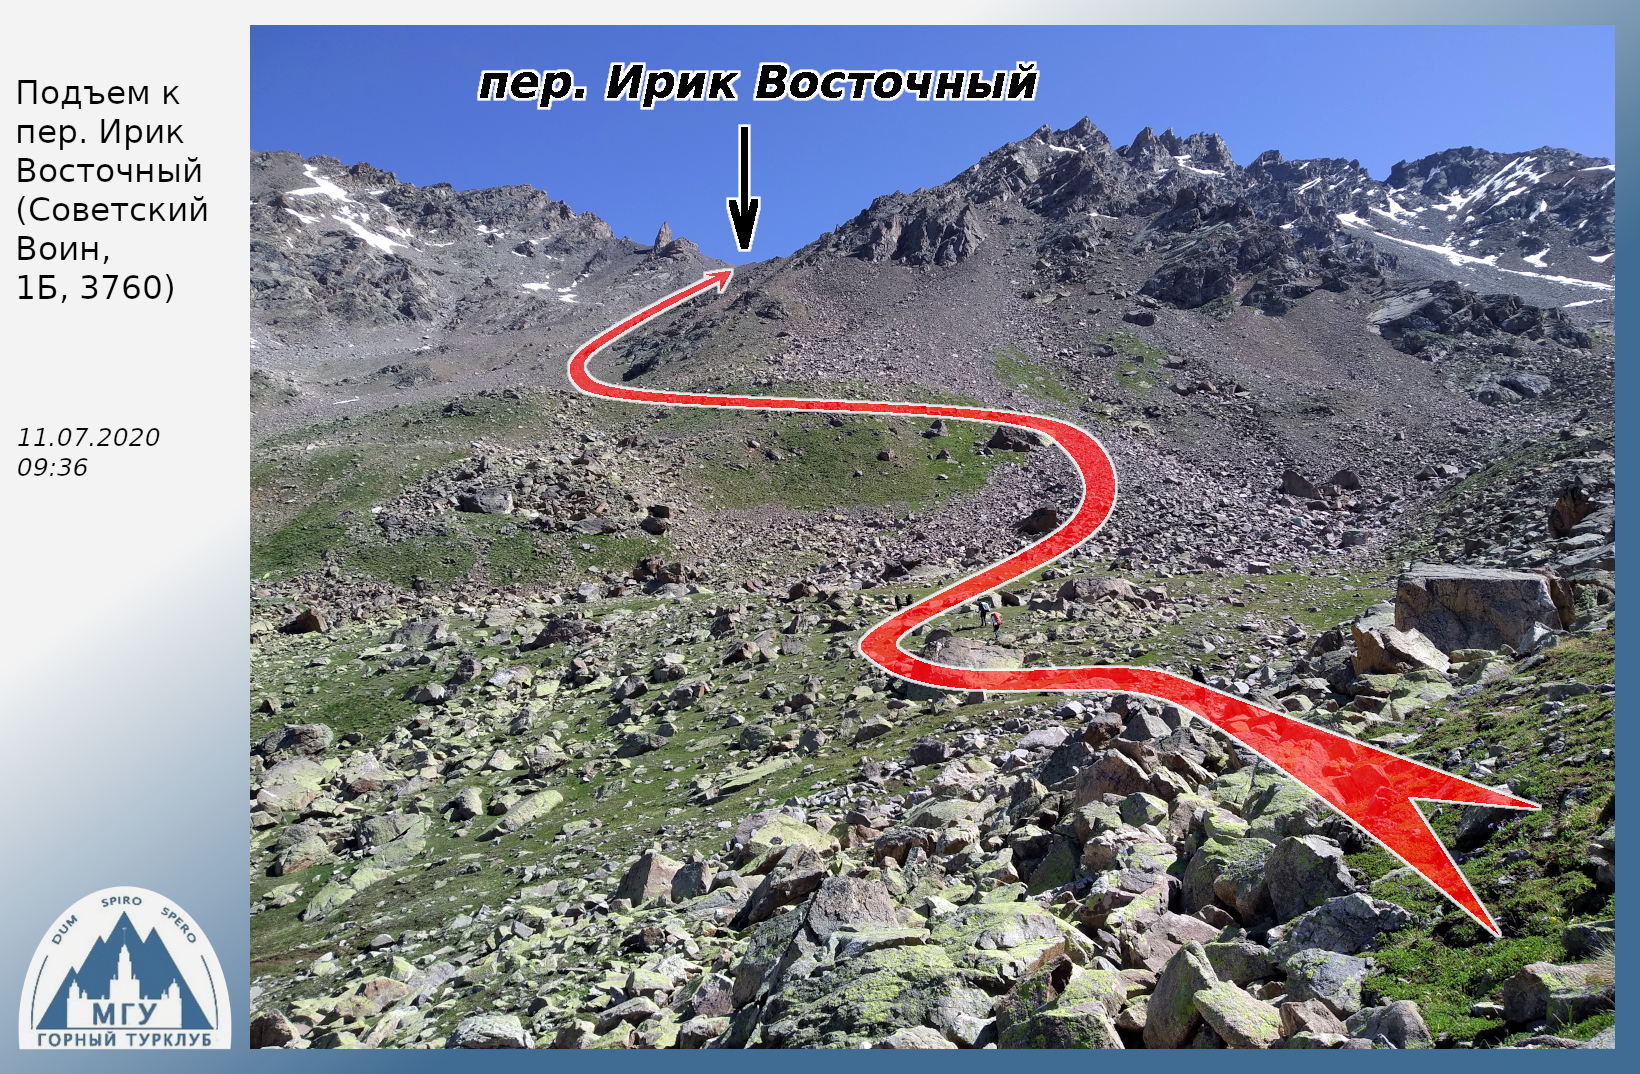 Подъем к
пер. Ирик
Восточный
(Советский
Воин,
1Б, 3760)
11.07.2020
09:36
пер. Ирик Восточный
DUM SPIRO SPERO
МГУ
ГОРНЫЙ ТУРКЛУБ